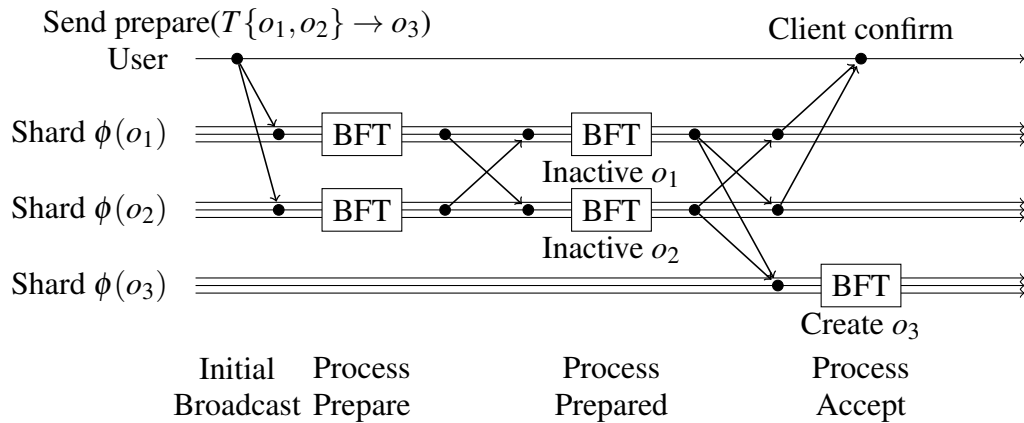 Send prepare(T{o₁, o₂} → o₃)
Client confirm
User
Shard ϕ(o₁)
BFT
BFT
Inactive o₁
Shard ϕ(o₂)
BFT
BFT
Inactive o₂
Shard ϕ(o₃)
BFT
Create o₃
Initial
Broadcast
Process
Prepare
Process
Prepared
Process
Accept